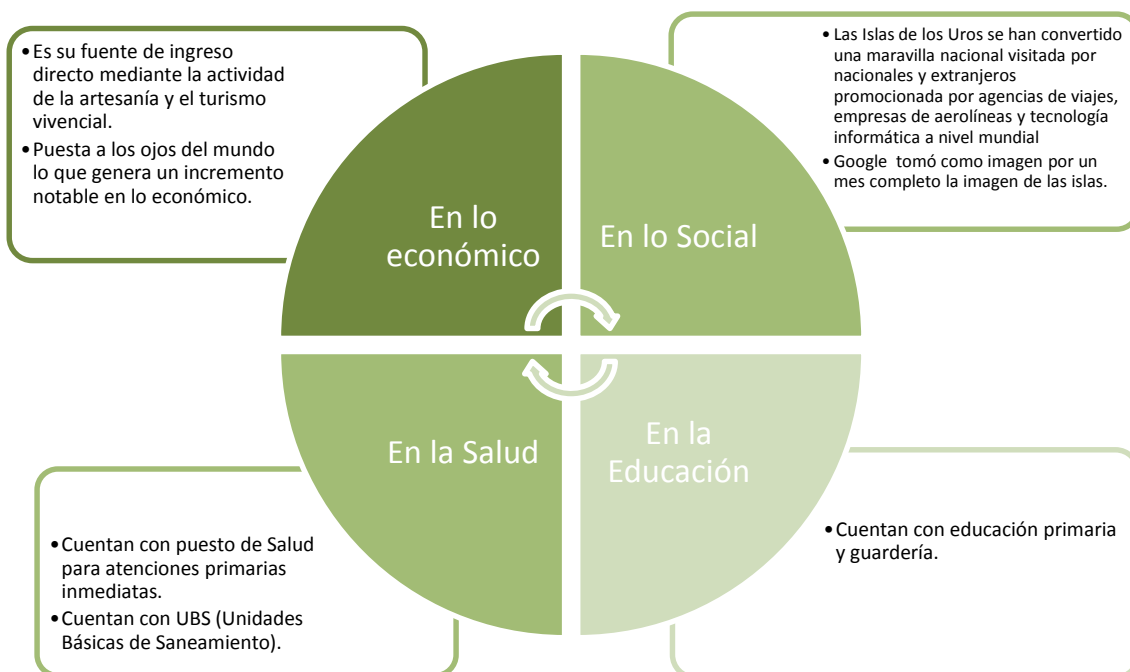 •Es su fuente de ingreso
directo mediante la actividad
de la artesanía y el turismo
vivencial.
•Puesta a los ojos del mundo
lo que genera un incremento
notable en lo económico.
•Las Islas de los Uros se han convertido
una maravilla nacional visitada por
nacionales y extranjeros
promocionada por agencias de viajes,
empresas de aerolíneas y tecnología
informática a nivel mundial
•Google tomó como imagen por un
mes completo la imagen de las islas.
En lo
económico
En lo Social
En la Salud
En la
Educación
•Cuentan con puesto de Salud
para atenciones primarias
inmediatas.
•Cuentan con UBS (Unidades
Básicas de Saneamiento).
•Cuentan con educación primaria
y guardería.